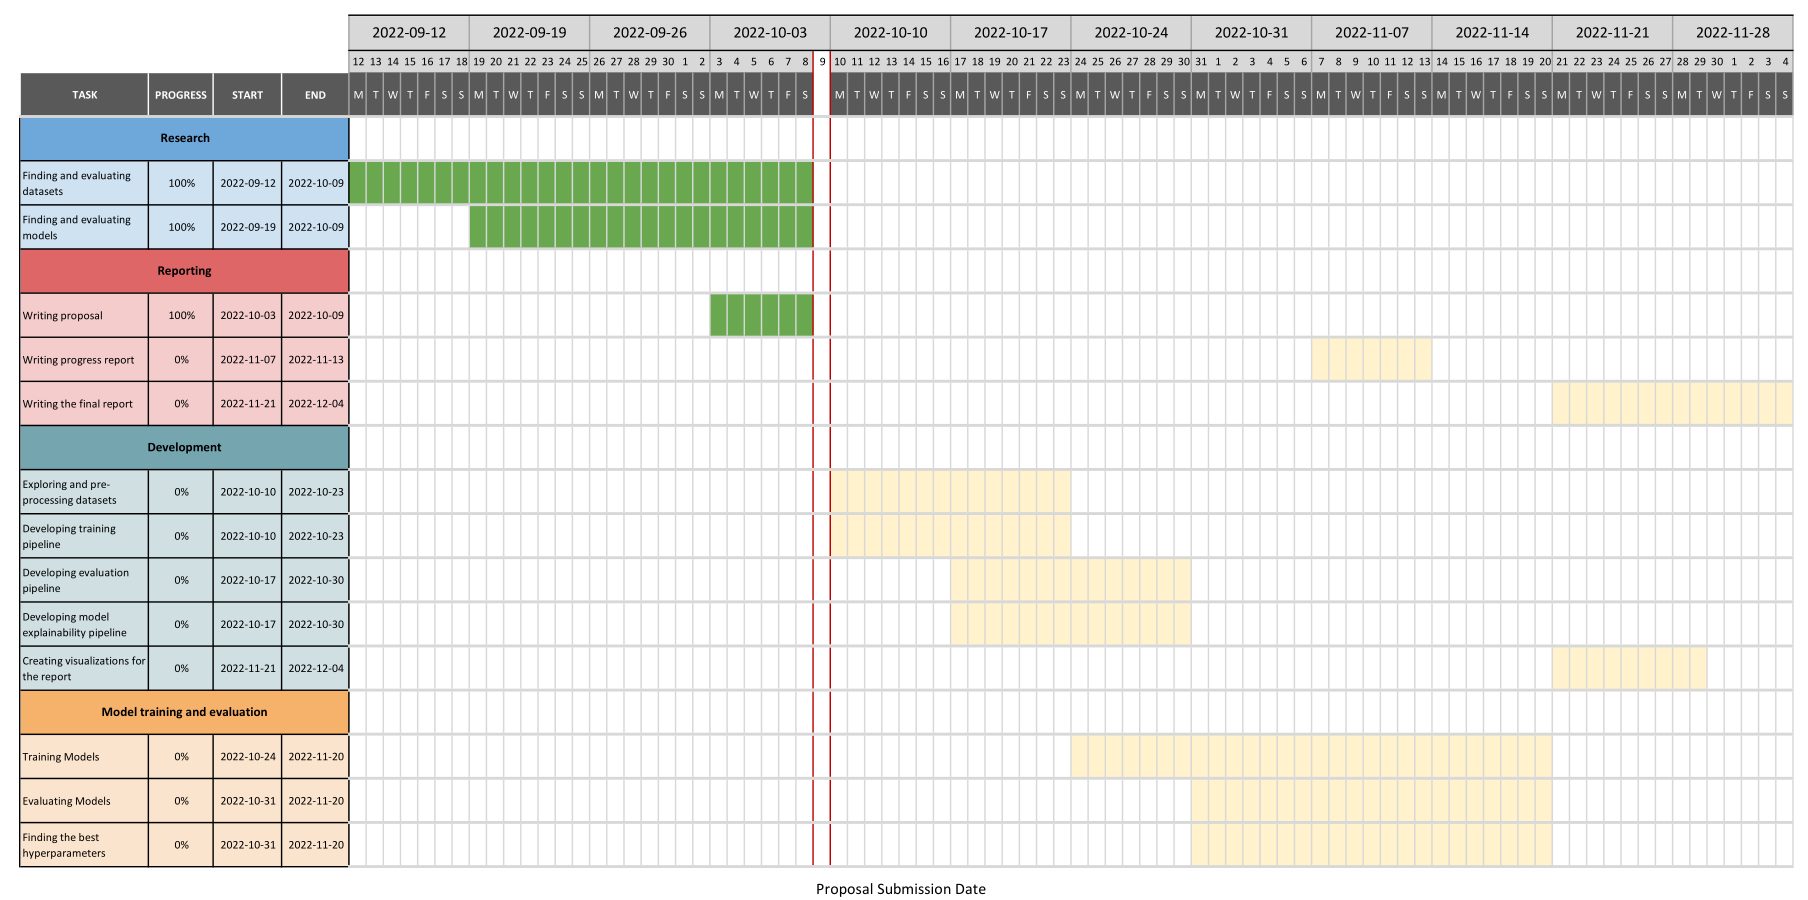 2022-09-12 2022-09-19 2022-09-26 2022-10-03 2022-10-10 2022-10-17 2022-10-24 2022-10-31 2022-11-07 2022-11-14 2022-11-21 2022-11-28
12 13 14 15 16 17 18 19 20 21 22 23 24 25 26 27 28 29 30 1 2 3 4 5 6 7 8 9 10 11 12 13 14 15 16 17 18 19 20 21 22 23 24 25 26 27 28 29 30 31 1 2 3 4 5 6 7 8 9 10 11 12 13 14 15 16 17 18 19 20 21 22 23 24 25 26 27 28 29 30 1 2 3 4
TASK PROGRESS START END M T W T F S S M T W T F S S M T W T F S S M T W T F S M T W T F S S M T W T F S S M T W T F S S M T W T F S S M T W T F S S M T W T F S S M T W T F S S M T W T F S S
Research
Finding and evaluating
datasets
100% 2022-09-12 2022-10-09
Finding and evaluating
models
100% 2022-09-19 2022-10-09
Reporting
Writing proposal 100% 2022-10-03 2022-10-09
Writing progress report 0% 2022-11-07 2022-11-13
Writing the final report 0% 2022-11-21 2022-12-04
Development
Exploring and pre-
processing datasets
0% 2022-10-10 2022-10-23
Developing training
pipeline
0% 2022-10-10 2022-10-23
Developing evaluation
pipeline
0% 2022-10-17 2022-10-30
Developing model
explainability pipeline
0% 2022-10-17 2022-10-30
Creating visualizations for
the report
0% 2022-11-21 2022-12-04
Model training and evaluation
Training Models 0% 2022-10-24 2022-11-20
Evaluating Models 0% 2022-10-31 2022-11-20
Finding the best
hyperparameters
0% 2022-10-31 2022-11-20
Proposal Submission Date